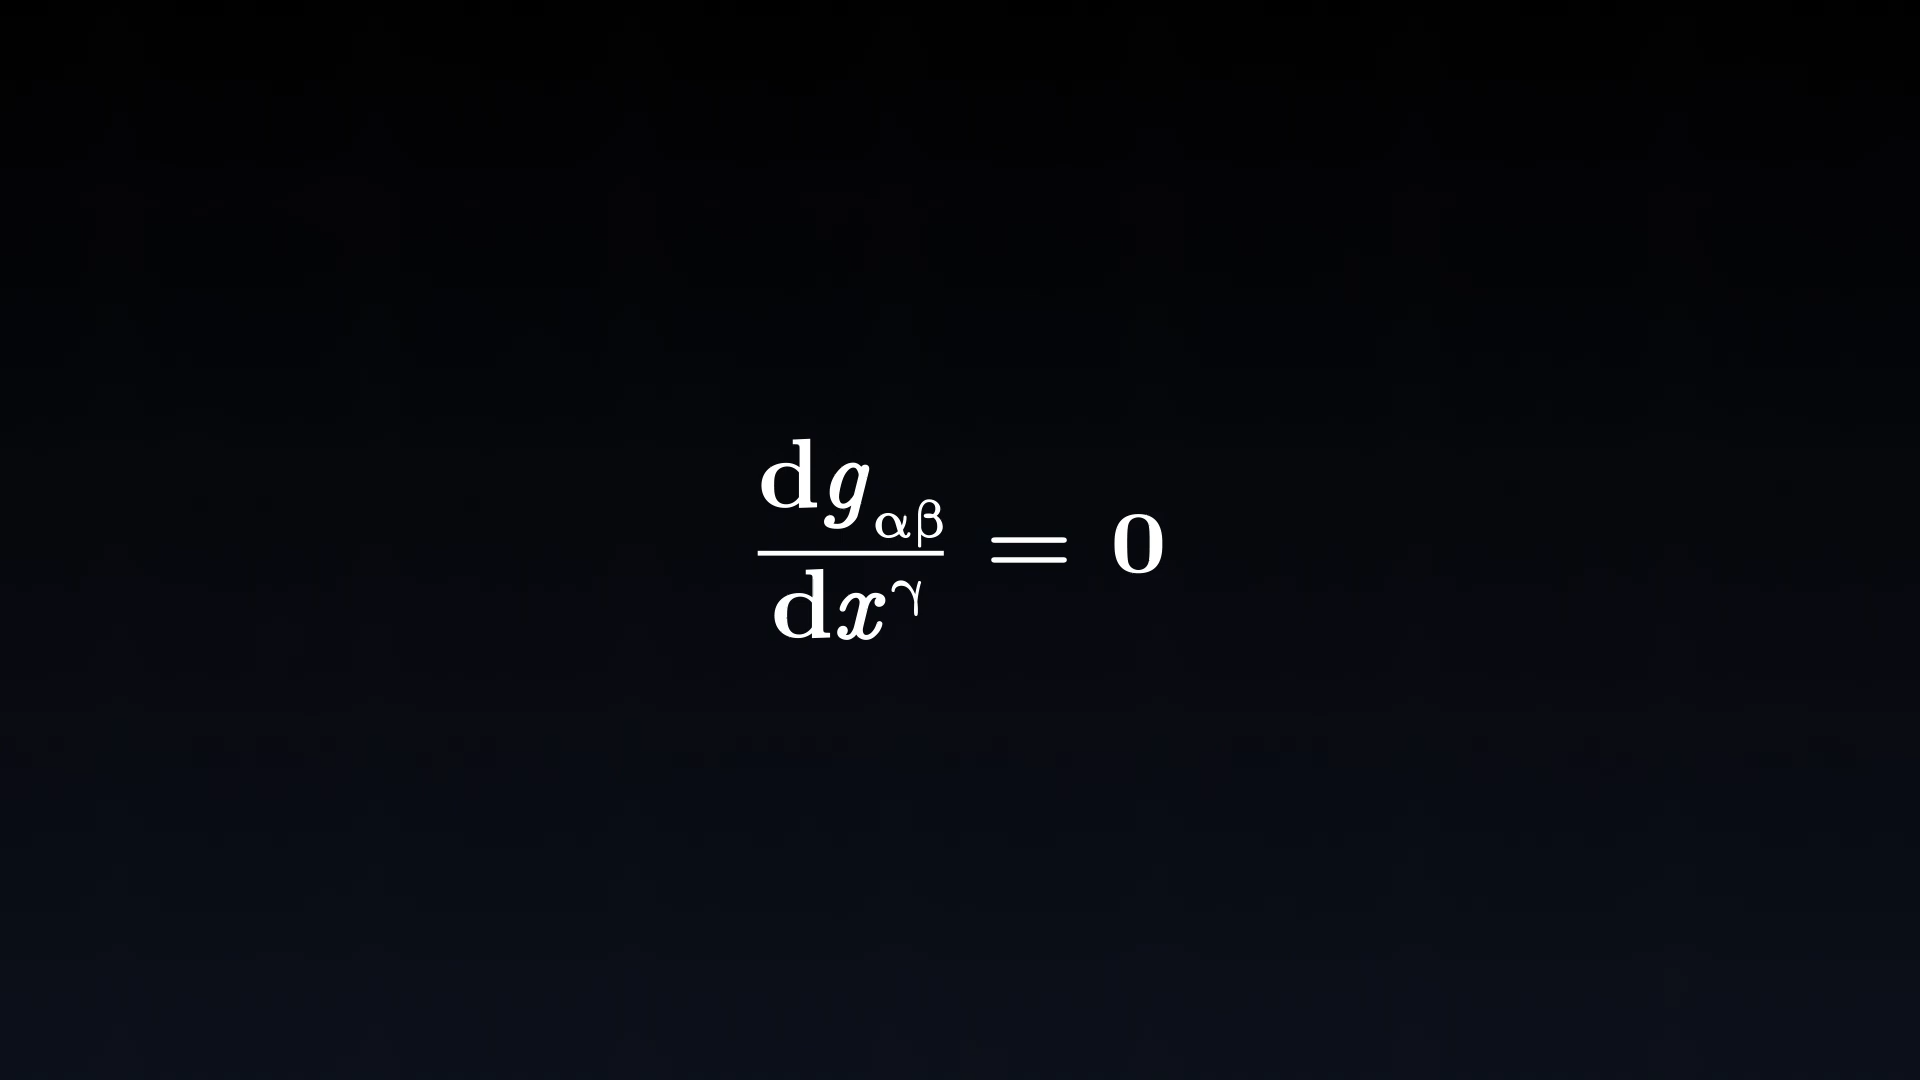 dg_αβ / dx^γ = 0